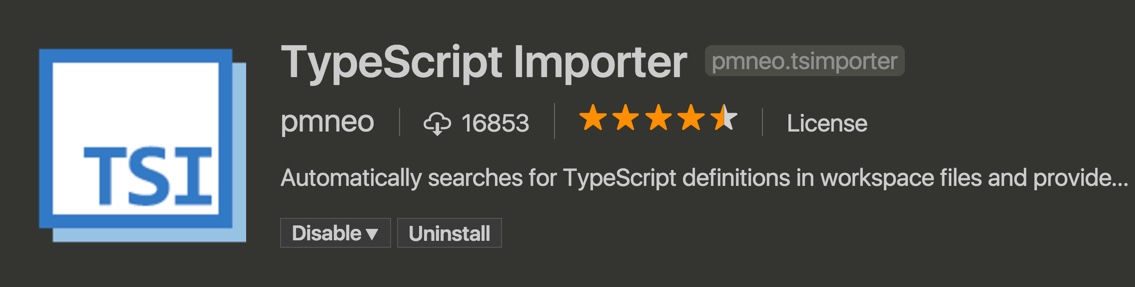 TSI
TypeScript Importer pmneo.tsimporter
pmneo 16853 License
Automatically searches for TypeScript definitions in workspace files and provide...
Disable▼ Uninstall